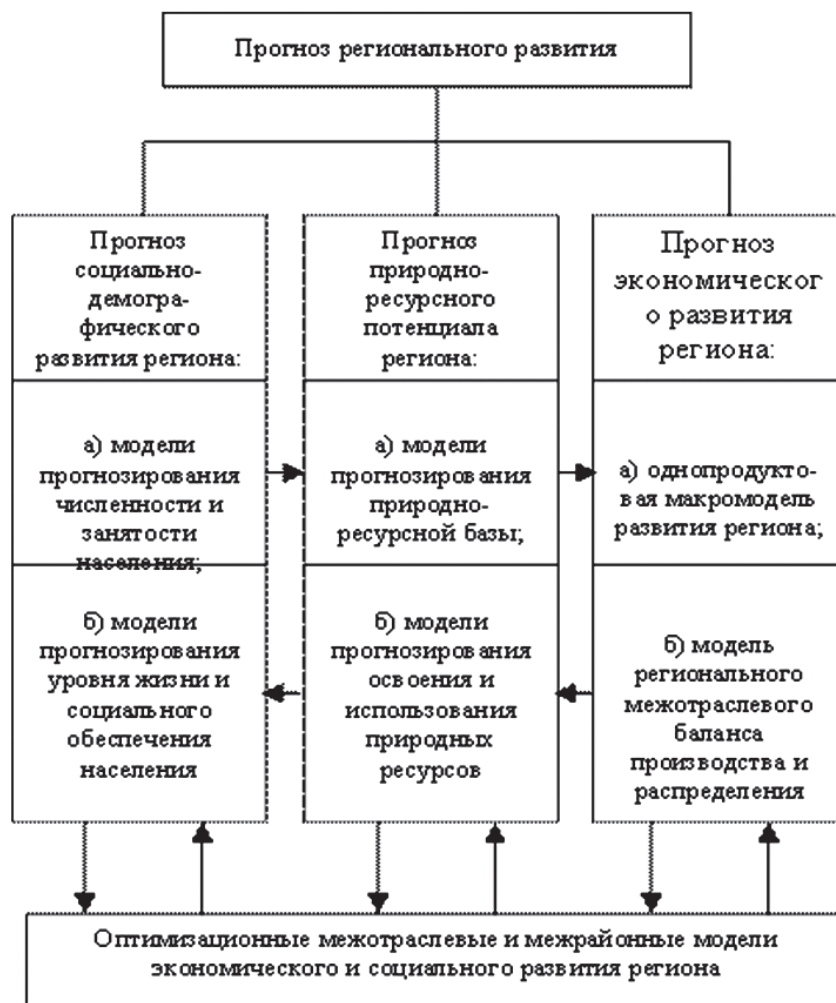 Прогноз регионального развития
Прогноз
социально-
демогра-
фического
развития региона:
а) модели
прогнозирования
численности и
занятости
населения;
б) модели
прогнозирования
уровня жизни и
социального
обеспечения
населения
Прогноз
природно-
ресурсного
потенциала
региона:
а) модели
прогнозирования
природно-
ресурсной базы;
б) модели
прогнозирования
освоения и
использования
природных
ресурсов
Прогноз
экономическог
о развития
региона:
а) однопродукто-
вая макромодель
развития региона;
б) модель
регионального
межотраслевого
баланса
производства и
распределения
Оптимизационные межотраслевые и межрайонные модели
экономического и социального развития региона